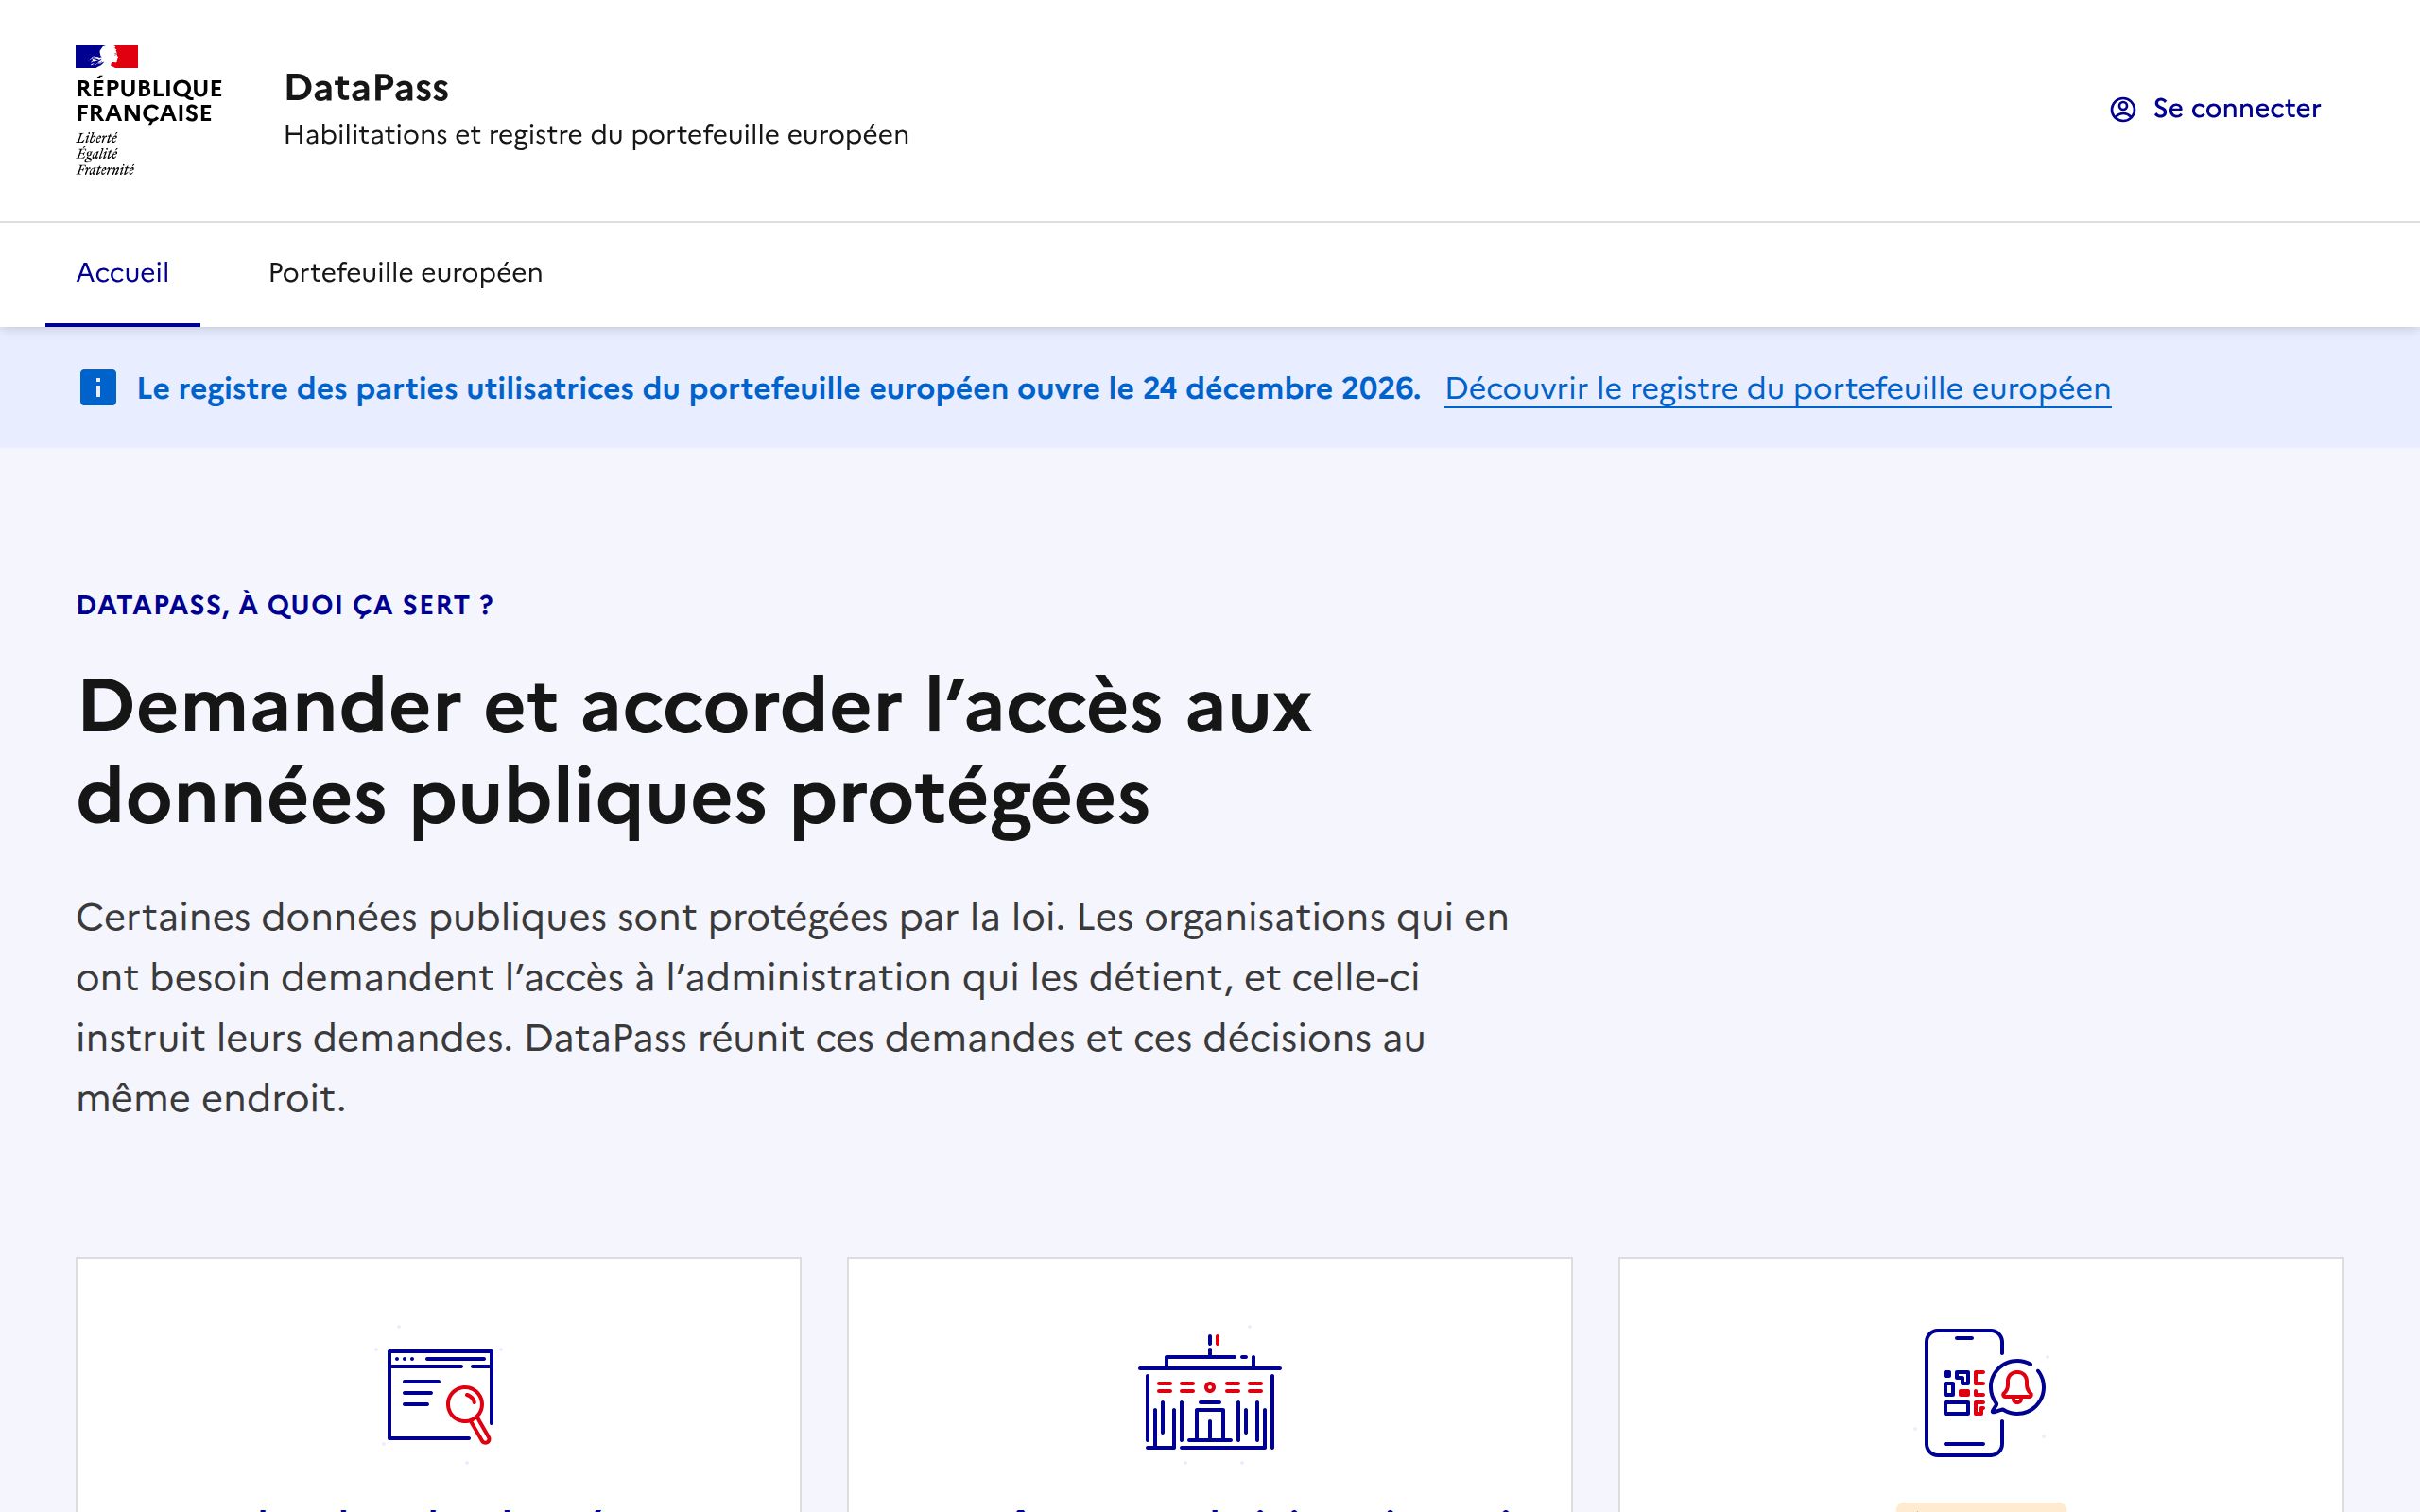 RÉPUBLIQUE
FRANÇAISE
Liberté
Égalité
Fraternité
DataPass
Habilitations et registre du portefeuille européen
Se connecter
Accueil
Portefeuille européen
Le registre des parties utilisatrices du portefeuille européen ouvre le 24 décembre 2026. Découvrir le registre du portefeuille européen
DATAPASS, À QUOI ÇA SERT ?
Demander et accorder l’accès aux
données publiques protégées
Certaines données publiques sont protégées par la loi. Les organisations qui en
ont besoin demandent l’accès à l’administration qui les détient, et celle-ci
instruit leurs demandes. DataPass réunit ces demandes et ces décisions au
même endroit.